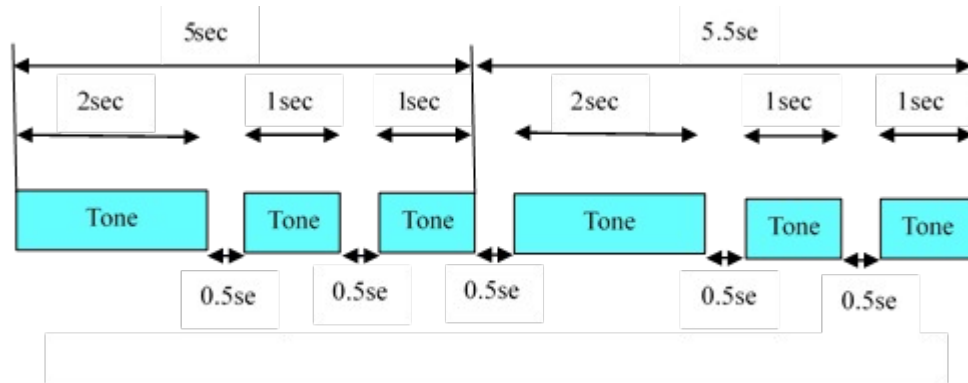 5sec 5.5se
2sec 1sec 1sec 2sec 1sec 1sec
Tone Tone Tone Tone Tone Tone
0.5se 0.5se 0.5se 0.5se 0.5se